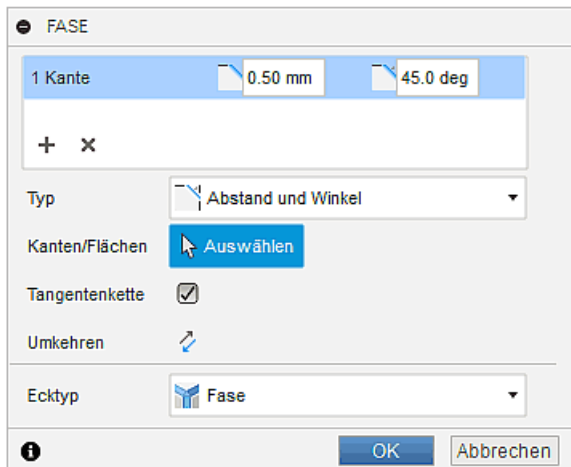 FASE
1 Kante 0.50 mm 45.0 deg
Typ Abstand und Winkel
Kanten/Flächen Auswählen
Tangentenkette
Umkehren
Ecktyp Fase
OK Abbrechen